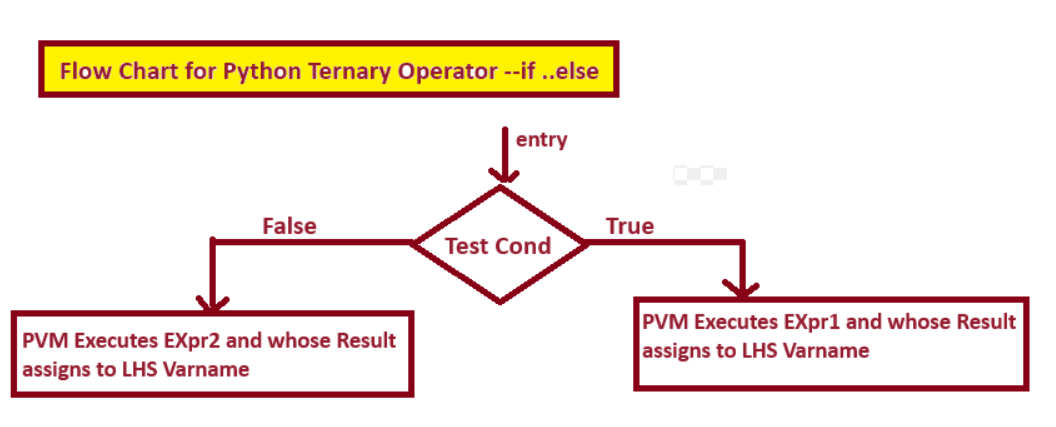 Flow Chart for Python Ternary Operator --if ..else
entry
False
True
Test Cond
PVM Executes EXpr2 and whose Result
assigns to LHS Varname
PVM Executes EXpr1 and whose Result
assigns to LHS Varname